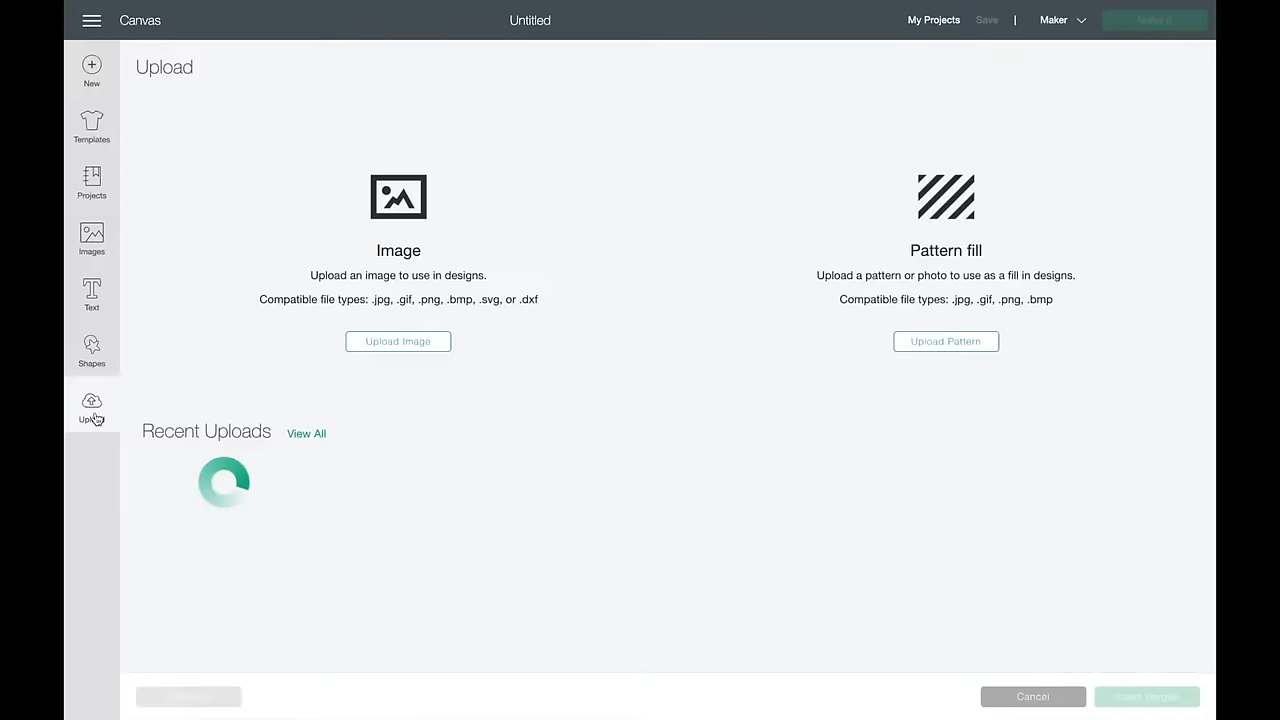 Canvas
Untitled
My Projects Save | Maker
New
Templates
Projects
Images
Text
Shapes
Upload
Upload
Image
Upload an image to use in designs.
Compatible file types: .jpg, .gif, .png, .bmp, .svg, or .dxf
Upload Image
Pattern fill
Upload a pattern or photo to use as a fill in designs.
Compatible file types: .jpg, .gif, .png, .bmp
Upload Pattern
Recent Uploads View All
Cancel
Insert Images